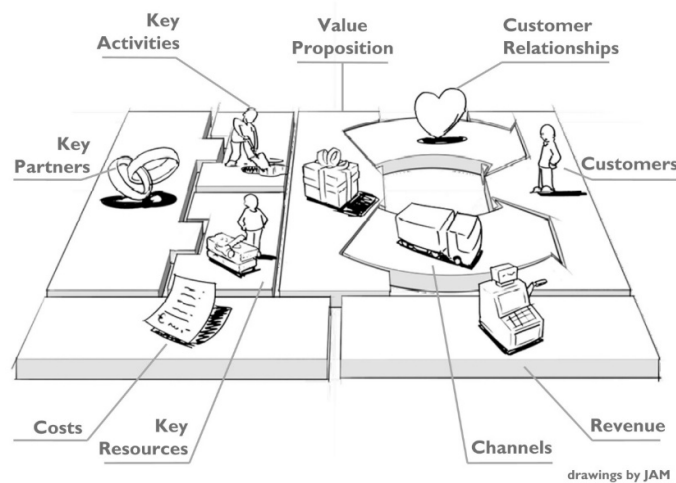 Key
Activities
Value
Proposition
Customer
Relationships
Key
Partners
Customers
Costs
Key
Resources
Channels
Revenue
drawings by JAM